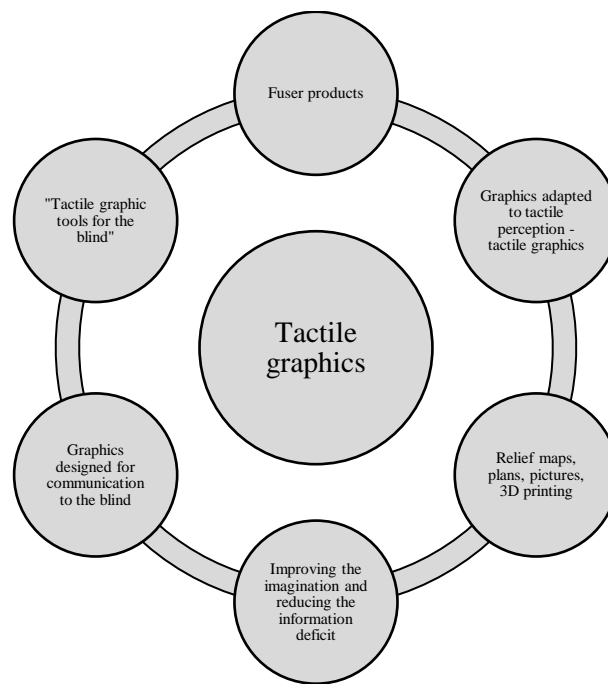 Fuser products
Graphics adapted
to tactile
perception -
tactile graphics
Relief maps,
plans, pictures,
3D printing
Improving the
imagination and
reducing the
information
deficit
Graphics
designed for
communication
to the blind
"Tactile graphic
tools for the
blind"
Tactile
graphics